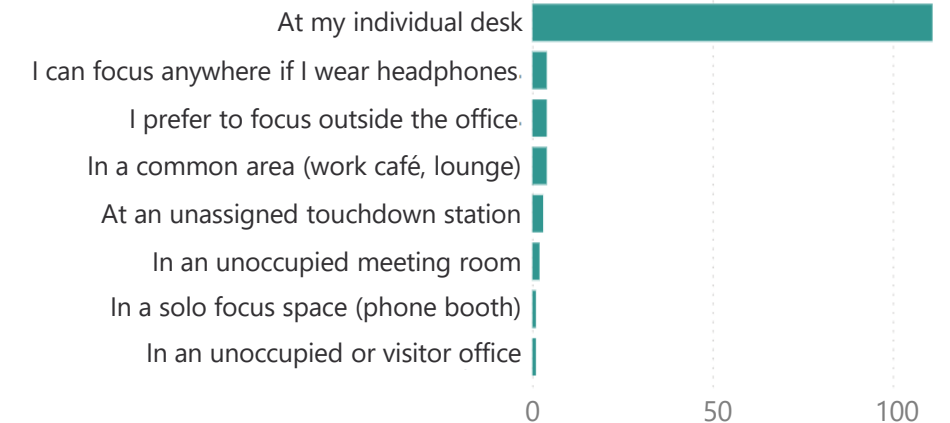 At my individual desk
I can focus anywhere if I wear headphones.
I prefer to focus outside the office.
In a common area (work café, lounge)
At an unassigned touchdown station
In an unoccupied meeting room
In a solo focus space (phone booth)
In an unoccupied or visitor office
0 50 100